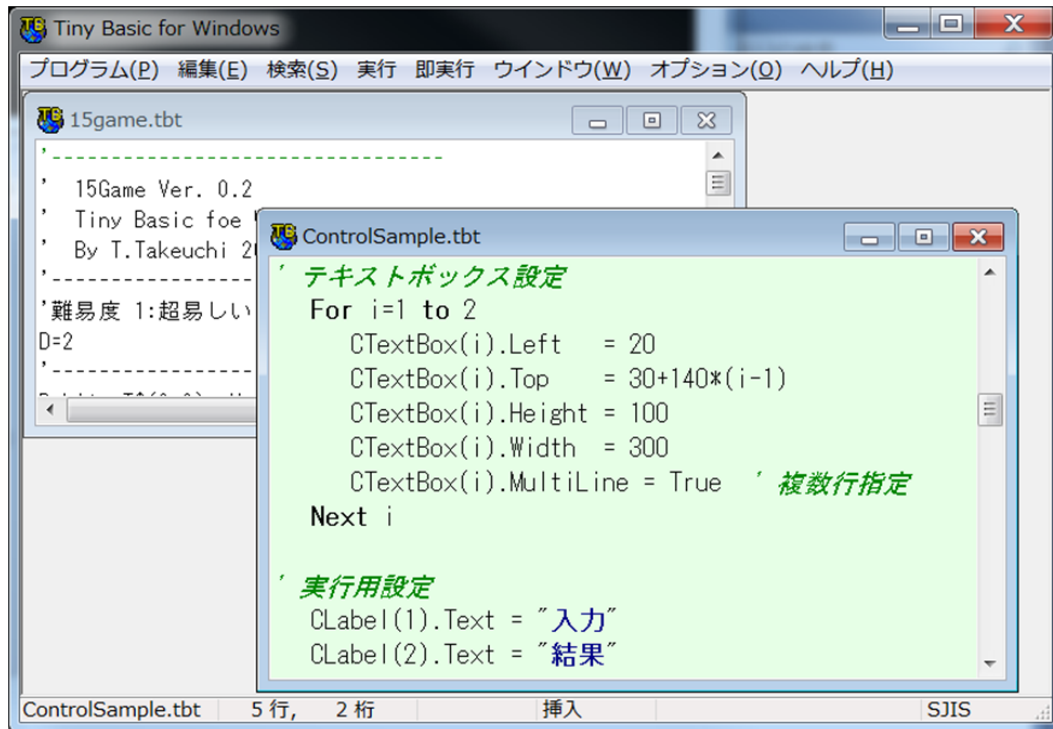 Tiny Basic for Windows
プログラム(P) 編集(E) 検索(S) 実行 即実行 ウインドウ(W) オプション(O) ヘルプ(H)
15game.tbt
'---------------------------------
' 15Game Ver. 0.2
' Tiny Basic foe
' By T.Takeuchi
'------------------
'難易度 1:超易しい
D=2
'------------------
ControlSample.tbt
' テキストボックス設定
For i=1 to 2
CTextBox(i).Left = 20
CTextBox(i).Top = 30+140*(i-1)
CTextBox(i).Height = 100
CTextBox(i).Width = 300
CTextBox(i).MultiLine = True ' 複数行指定
Next i
' 実行用設定
CLabel(1).Text = "入力"
CLabel(2).Text = "結果"
ControlSample.tbt 5行, 2桁 挿入 SJIS